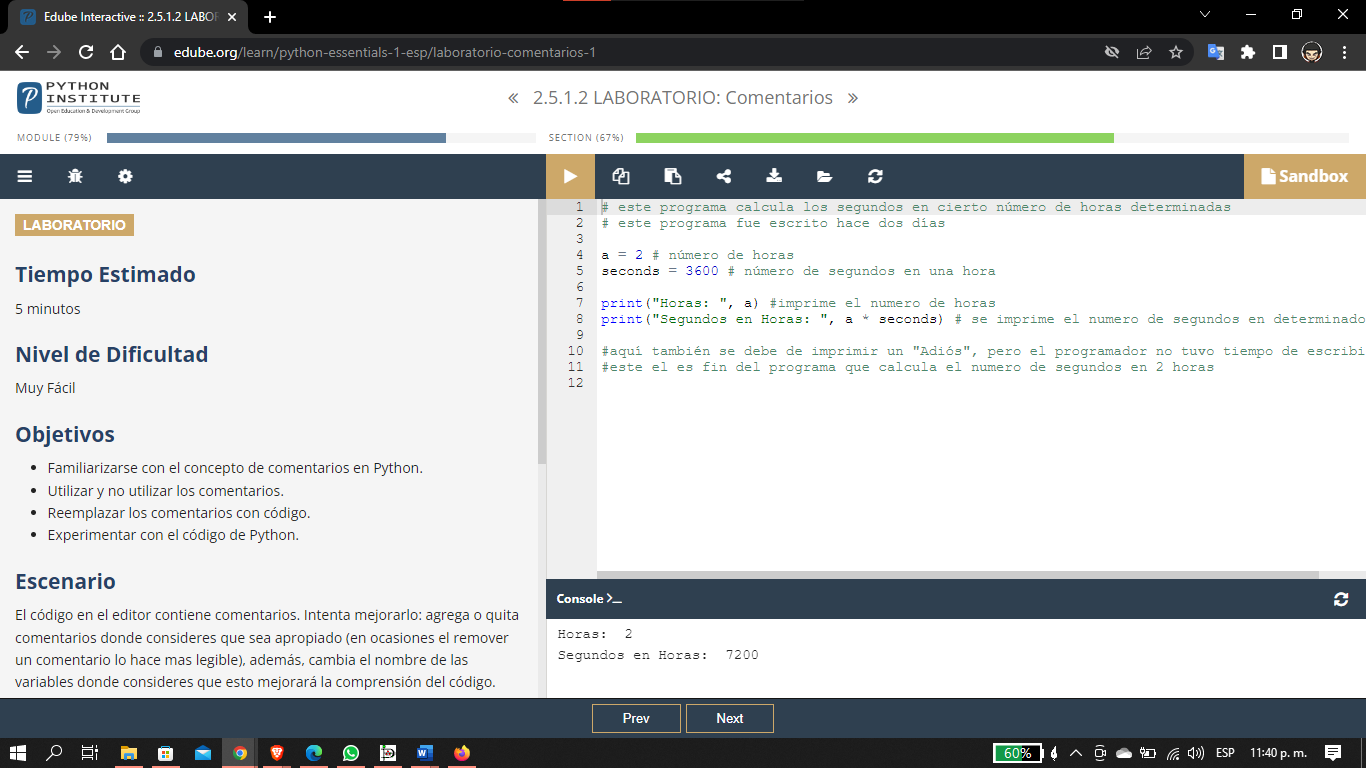 Edube Interactive :: 2.5.1.2 LABOR
edube.org/learn/python-essentials-1-esp/laboratorio-comentarios-1
PYTHON
INSTITUTE
Open Education & Development Group
« 2.5.1.2 LABORATORIO: Comentarios »
MODULE (79%)
SECTION (67%)
Sandbox
LABORATORIO
Tiempo Estimado
5 minutos
Nivel de Dificultad
Muy Fácil
Objetivos
• Familiarizarse con el concepto de comentarios en Python.
• Utilizar y no utilizar los comentarios.
• Reemplazar los comentarios con código.
• Experimentar con el código de Python.
Escenario
El código en el editor contiene comentarios. Intenta mejorarlo: agrega o quita
comentarios donde consideres que sea apropiado (en ocasiones el remover
un comentario lo hace mas legible), además, cambia el nombre de las
variables donde consideres que esto mejorará la comprensión del código.
1 # este programa calcula los segundos en cierto número de horas determinadas
2 # este programa fue escrito hace dos días
3
4 a = 2 # número de horas
5 seconds = 3600 # número de segundos en una hora
6
7 print("Horas: ", a) #imprime el numero de horas
8 print("Segundos en Horas: ", a * seconds) # se imprime el numero de segundos en determinado
9
10 #aquí también se debe de imprimir un "Adiós", pero el programador no tuvo tiempo de escribi
11 #este el es fin del programa que calcula el numero de segundos en 2 horas
12
Console >_
Horas:  2
Segundos en Horas:  7200
Prev
Next
60%
ESP
11:40 p. m.